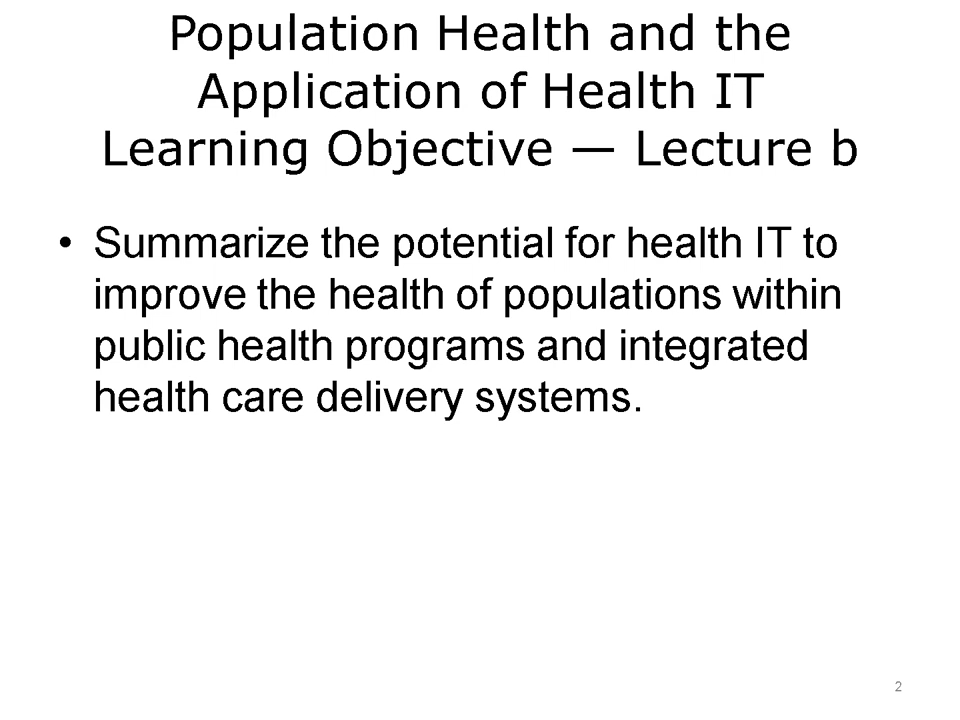 Population Health and the
Application of Health IT
Learning Objective — Lecture b
• Summarize the potential for health IT to
improve the health of populations within
public health programs and integrated
health care delivery systems.
2